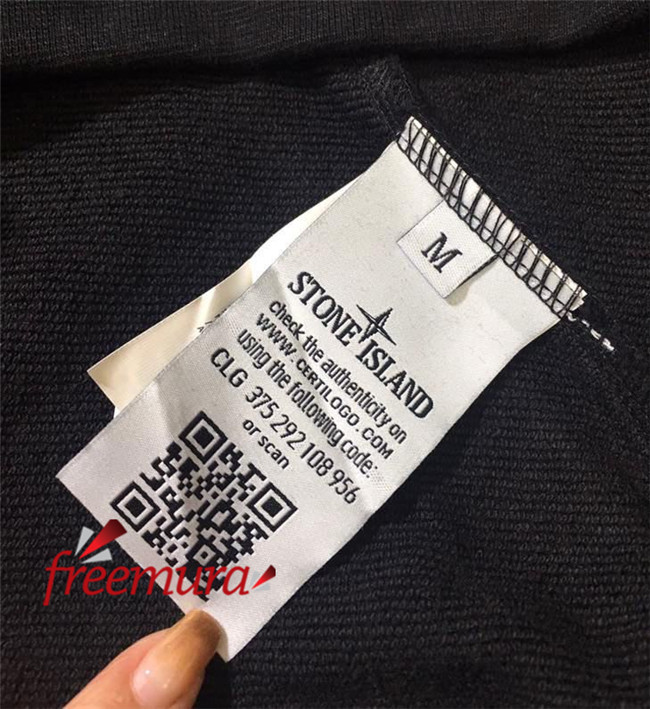 M
STONE ISLAND
check the authenticity on
WWW.CERTILOGO.COM
using the following code:
CLG 375 292 108 956
or scan
freemura